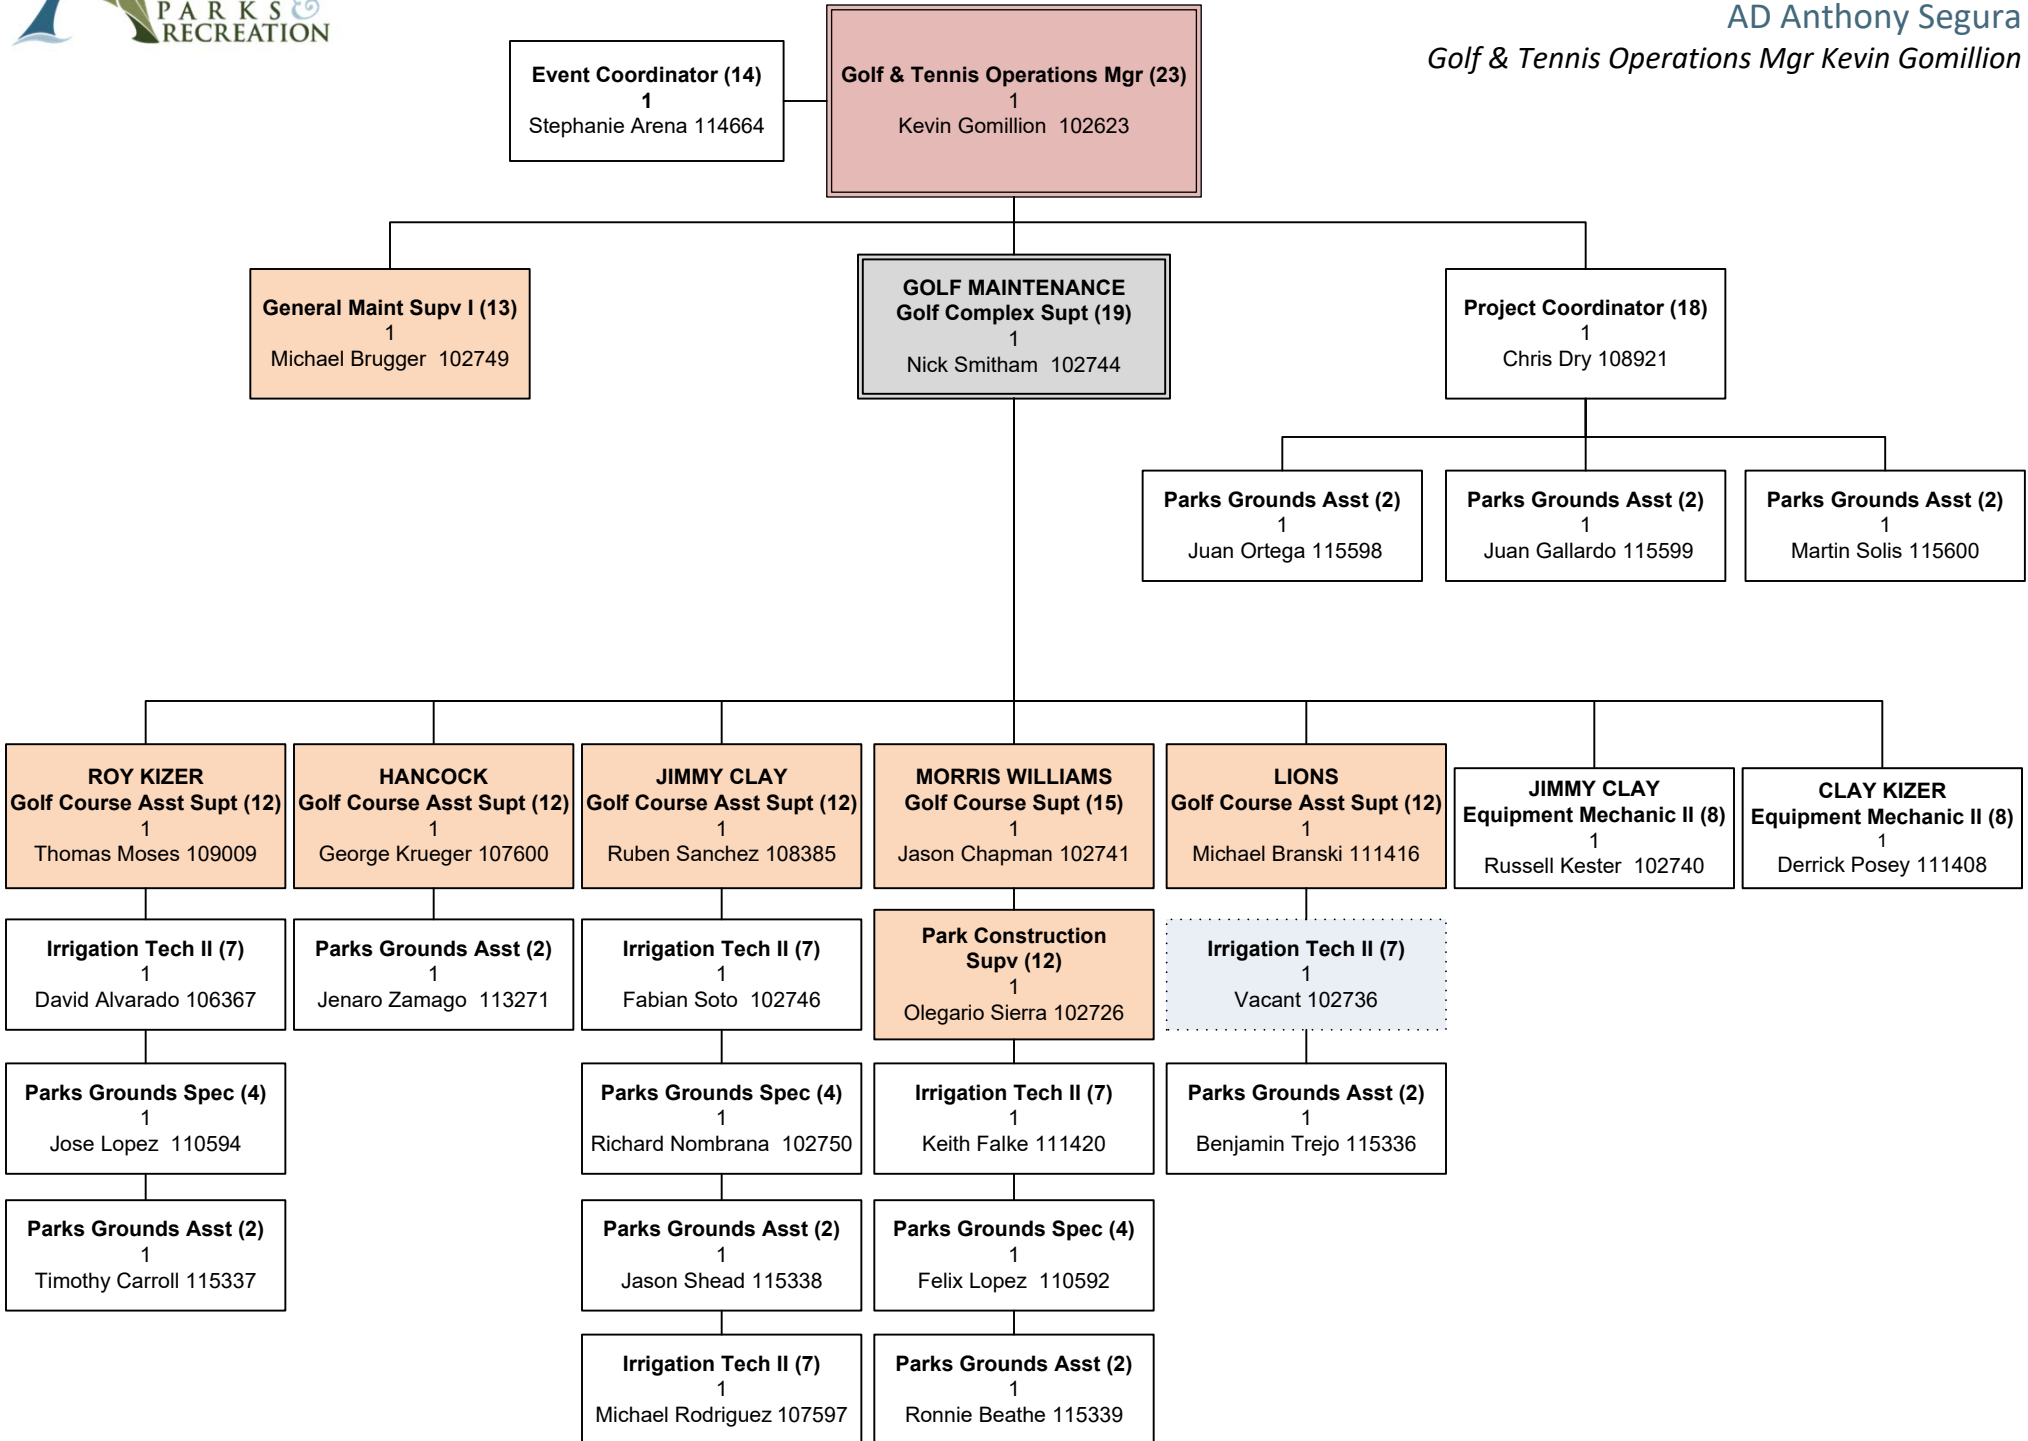 PARKS &
RECREATION
AD Anthony Segura
Golf & Tennis Operations Mgr Kevin Gomillion
Event Coordinator (14)
1
Stephanie Arena 114664
Golf & Tennis Operations Mgr (23)
1
Kevin Gomillion 102623
General Maint Supv I (13)
1
Michael Brugger 102749
GOLF MAINTENANCE
Golf Complex Supt (19)
1
Nick Smitham 102744
Project Coordinator (18)
1
Chris Dry 108921
Parks Grounds Asst (2)
1
Juan Ortega 115598
Parks Grounds Asst (2)
1
Juan Gallardo 115599
Parks Grounds Asst (2)
1
Martin Solis 115600
ROY KIZER
Golf Course Asst Supt (12)
1
Thomas Moses 109009
HANCOCK
Golf Course Asst Supt (12)
1
George Krueger 107600
JIMMY CLAY
Golf Course Asst Supt (12)
1
Ruben Sanchez 108385
MORRIS WILLIAMS
Golf Course Supt (15)
1
Jason Chapman 102741
LIONS
Golf Course Asst Supt (12)
1
Michael Branski 111416
JIMMY CLAY
Equipment Mechanic II (8)
1
Russell Kester 102740
CLAY KIZER
Equipment Mechanic II (8)
1
Derrick Posey 111408
Irrigation Tech II (7)
1
David Alvarado 106367
Parks Grounds Asst (2)
1
Jenaro Zamago 113271
Irrigation Tech II (7)
1
Fabian Soto 102746
Park Construction
Supv (12)
1
Olegario Sierra 102726
Irrigation Tech II (7)
1
Vacant 102736
Parks Grounds Spec (4)
1
Jose Lopez 110594
Parks Grounds Spec (4)
1
Richard Nombrana 102750
Irrigation Tech II (7)
1
Keith Falke 111420
Parks Grounds Asst (2)
1
Benjamin Trejo 115336
Parks Grounds Asst (2)
1
Timothy Carroll 115337
Parks Grounds Asst (2)
1
Jason Shead 115338
Parks Grounds Spec (4)
1
Felix Lopez 110592
Irrigation Tech II (7)
1
Michael Rodriguez 107597
Parks Grounds Asst (2)
1
Ronnie Beathe 115339